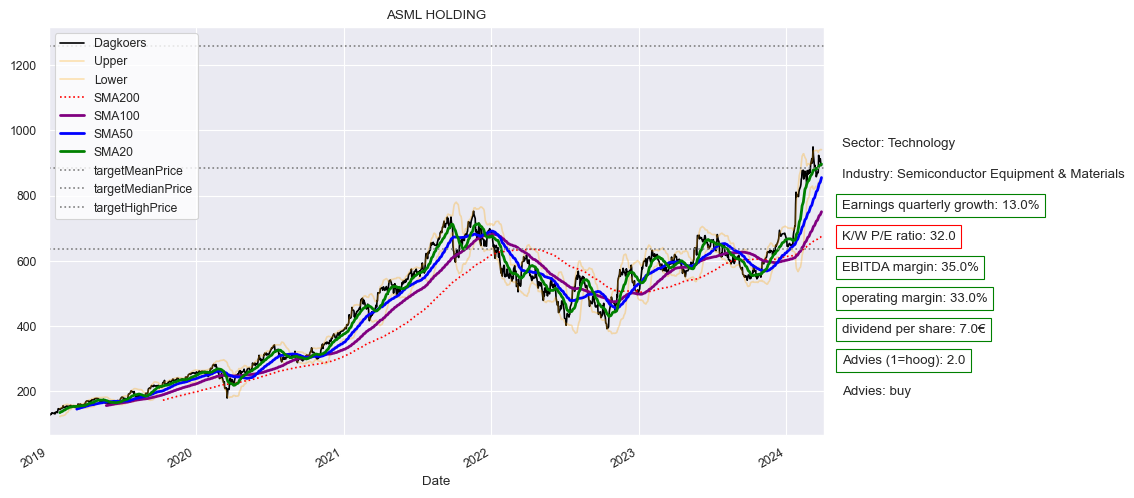 ASML HOLDING
Dagkoers
Upper
Lower
SMA200
SMA100
SMA50
SMA20
targetMeanPrice
targetMedianPrice
targetHighPrice
1200
1000
800
600
400
200
2019
2020
2021
2022
2023
2024
Date
Sector: Technology
Industry: Semiconductor Equipment & Materials
Earnings quarterly growth: 13.0%
K/W P/E ratio: 32.0
EBITDA margin: 35.0%
operating margin: 33.0%
dividend per share: 7.0€
Advies (1=hoog): 2.0
Advies: buy